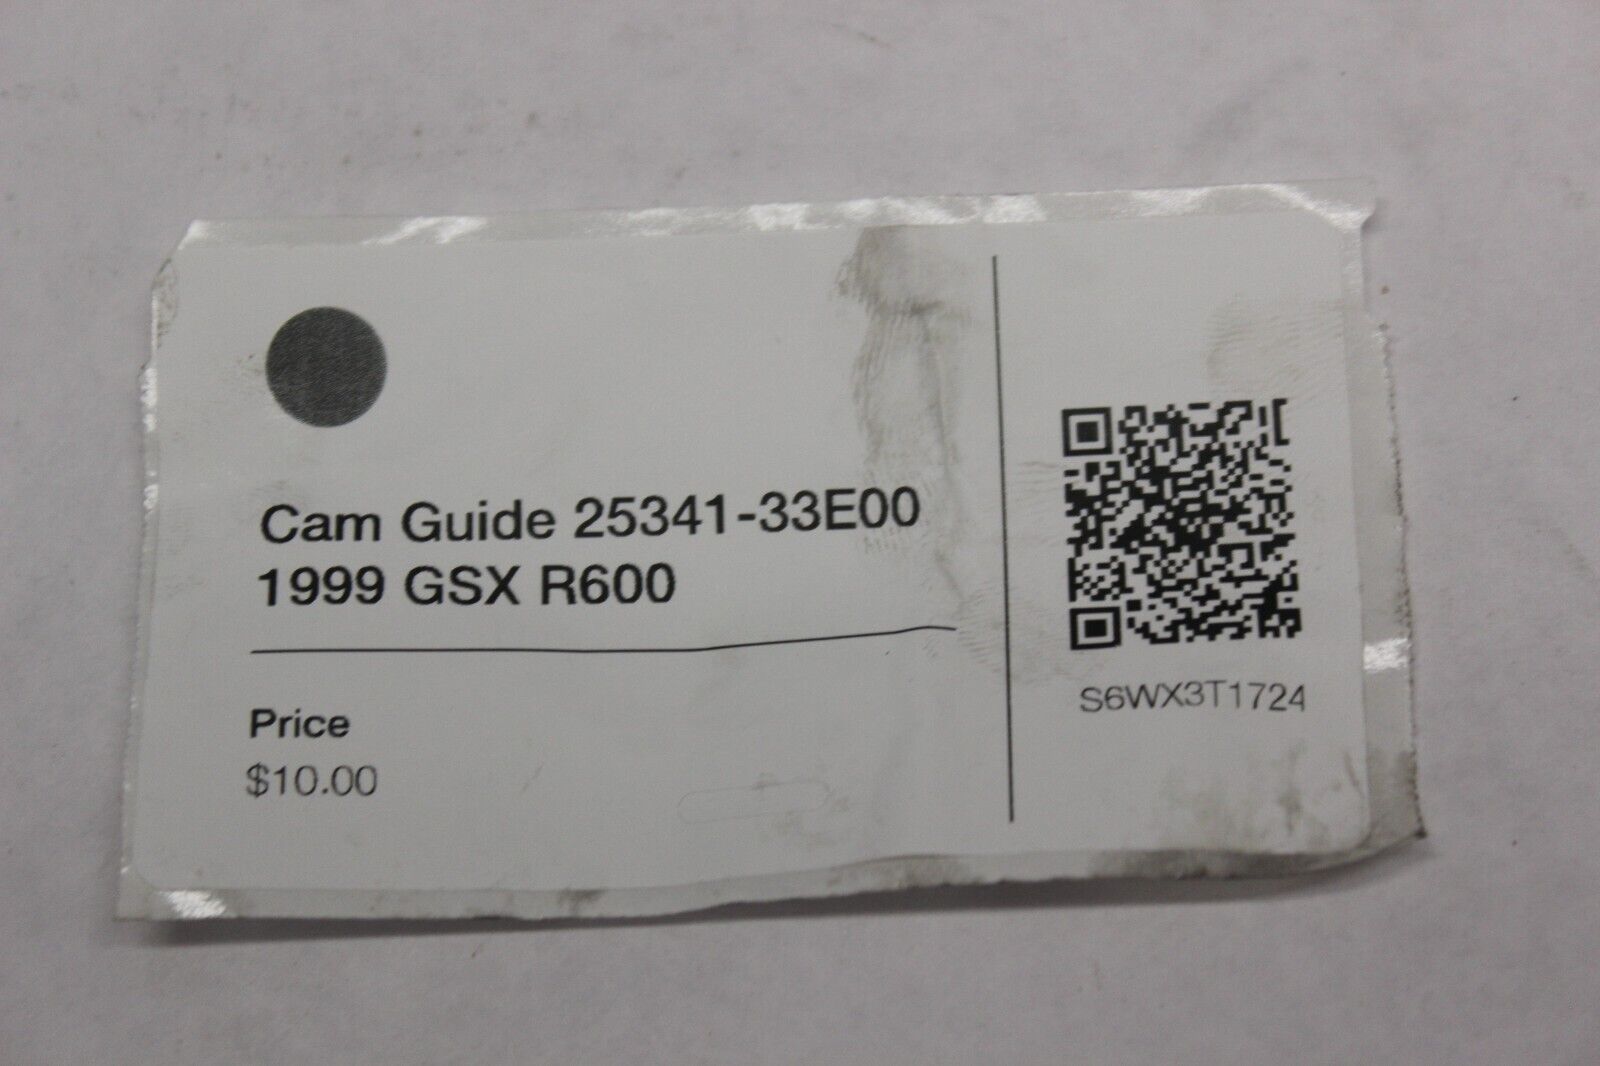 Cam Guide 25341-33E00
1999 GSX R600
Price
$10.00
S6WX3T1724